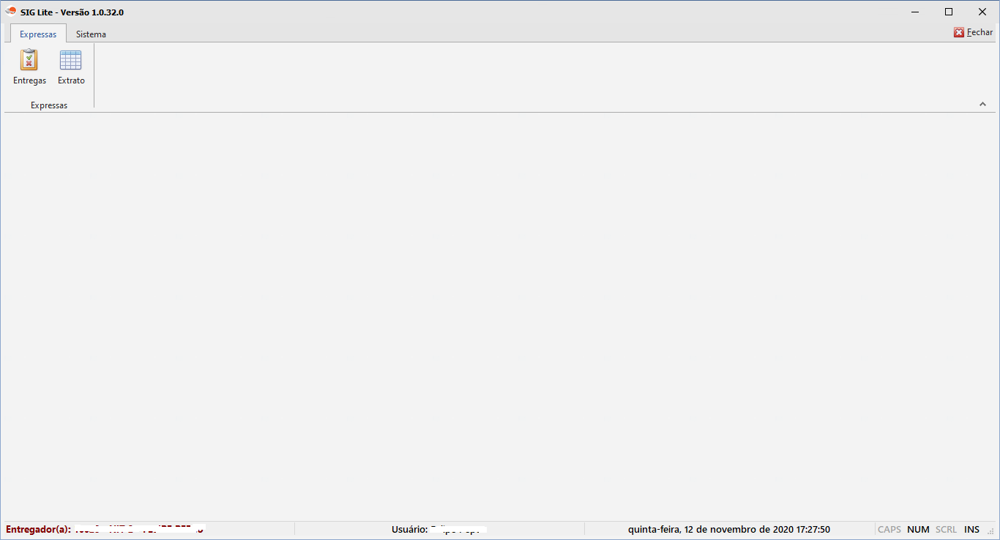 SIG Lite - Versão 1.0.32.0
Expressas Sistema Fechar
Entregas Extrato
Expressas
Entregador(a): Usuário: quinta-feira, 12 de novembro de 2020 17:27:50 CAPS NUM SCRL INS